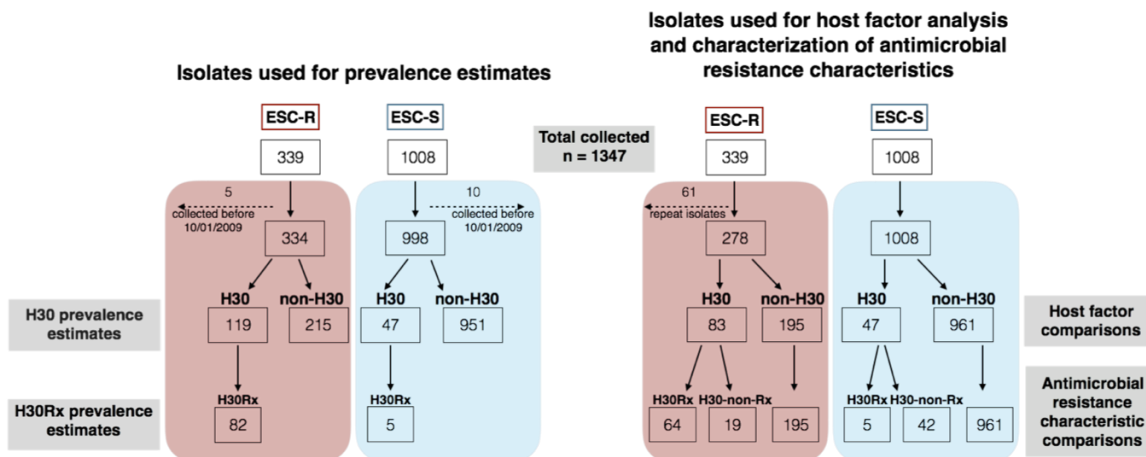 Isolates used for prevalence estimates
ESC-R
ESC-S
339
1008
5
collected before
10/01/2009
10
collected before
10/01/2009
334
998
H30
non-H30
H30
non-H30
119
215
47
951
H30Rx
H30Rx
82
5
H30 prevalence
estimates
H30Rx prevalence
estimates
Total collected
n = 1347
Isolates used for host factor analysis
and characterization of antimicrobial
resistance characteristics
ESC-R
ESC-S
339
1008
61
repeat isolates
278
1008
H30
non-H30
H30
non-H30
83
195
47
961
H30Rx
H30-non-Rx
H30Rx
H30-non-Rx
64
19
195
5
42
961
Host factor
comparisons
Antimicrobial
resistance
characteristic
comparisons